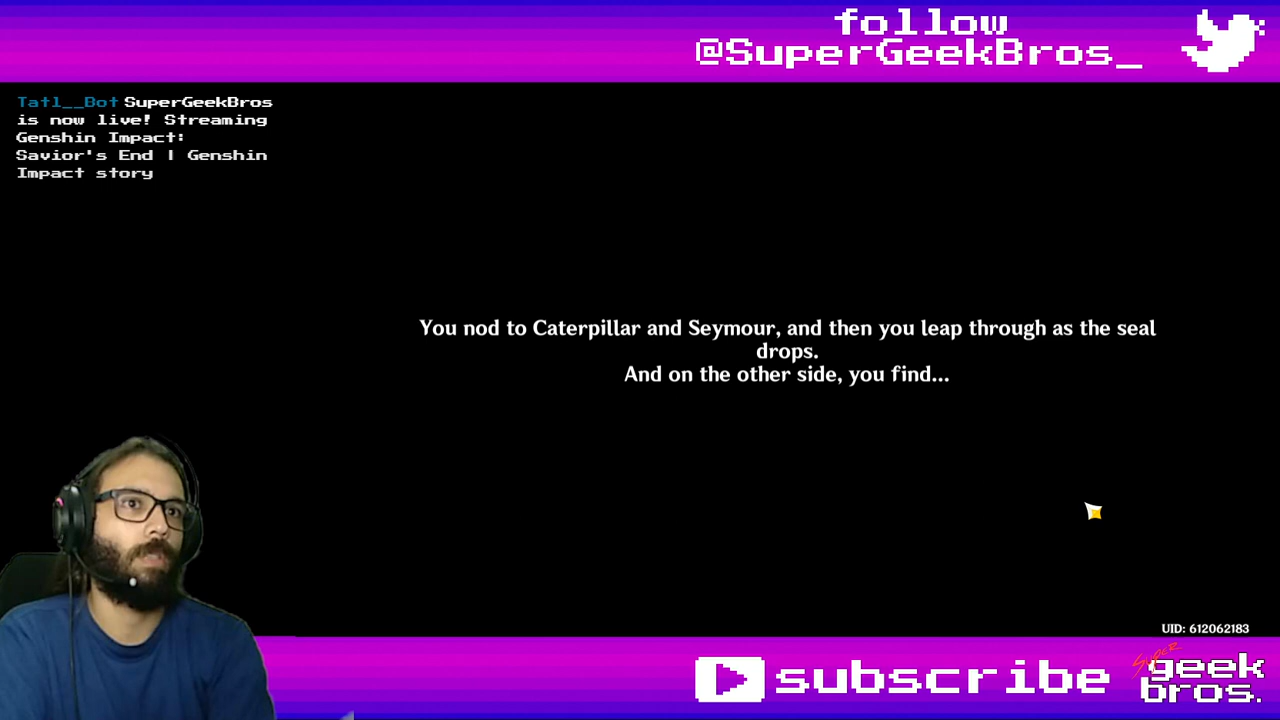 follow
@SuperGeekBros_
Tatl__Bot SuperGeekBros
is now live! Streaming
Genshin Impact:
Savior's End | Genshin
Impact story
You nod to Caterpillar and Seymour, and then you leap through as the seal
drops.
And on the other side, you find...
UID: 612062183
subscribe
super
geek
bros.